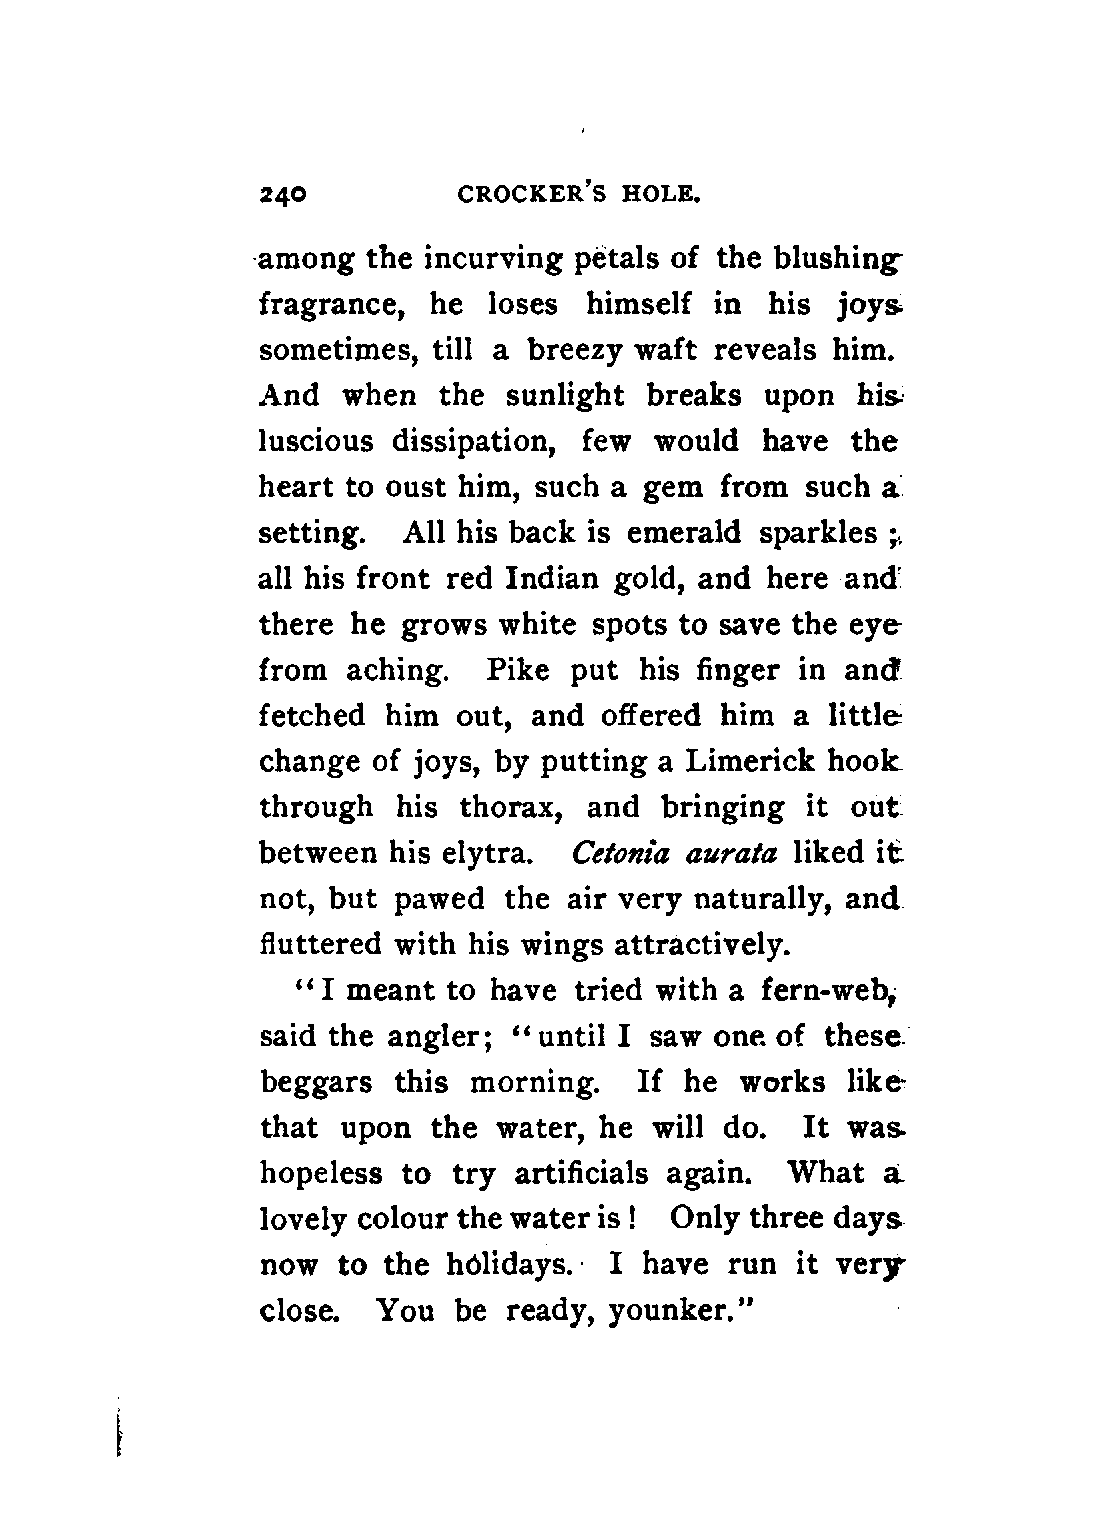 240 CROCKER'S HOLE.
among the incurving petals of the blushing
fragrance, he loses himself in his joys
sometimes, till a breezy waft reveals him.
And when the sunlight breaks upon his
luscious dissipation, few would have the
heart to oust him, such a gem from such a
setting. All his back is emerald sparkles ;
all his front red Indian gold, and here and
there he grows white spots to save the eye
from aching. Pike put his finger in and
fetched him out, and offered him a little
change of joys, by putting a Limerick hook
through his thorax, and bringing it out
between his elytra. Cetonia aurata liked it
not, but pawed the air very naturally, and
fluttered with his wings attractively.
"I meant to have tried with a fern-web,
said the angler; "until I saw one of these
beggars this morning. If he works like
that upon the water, he will do. It was
hopeless to try artificials again. What a
lovely colour the water is ! Only three days
now to the holidays. I have run it very
close. You be ready, younker."